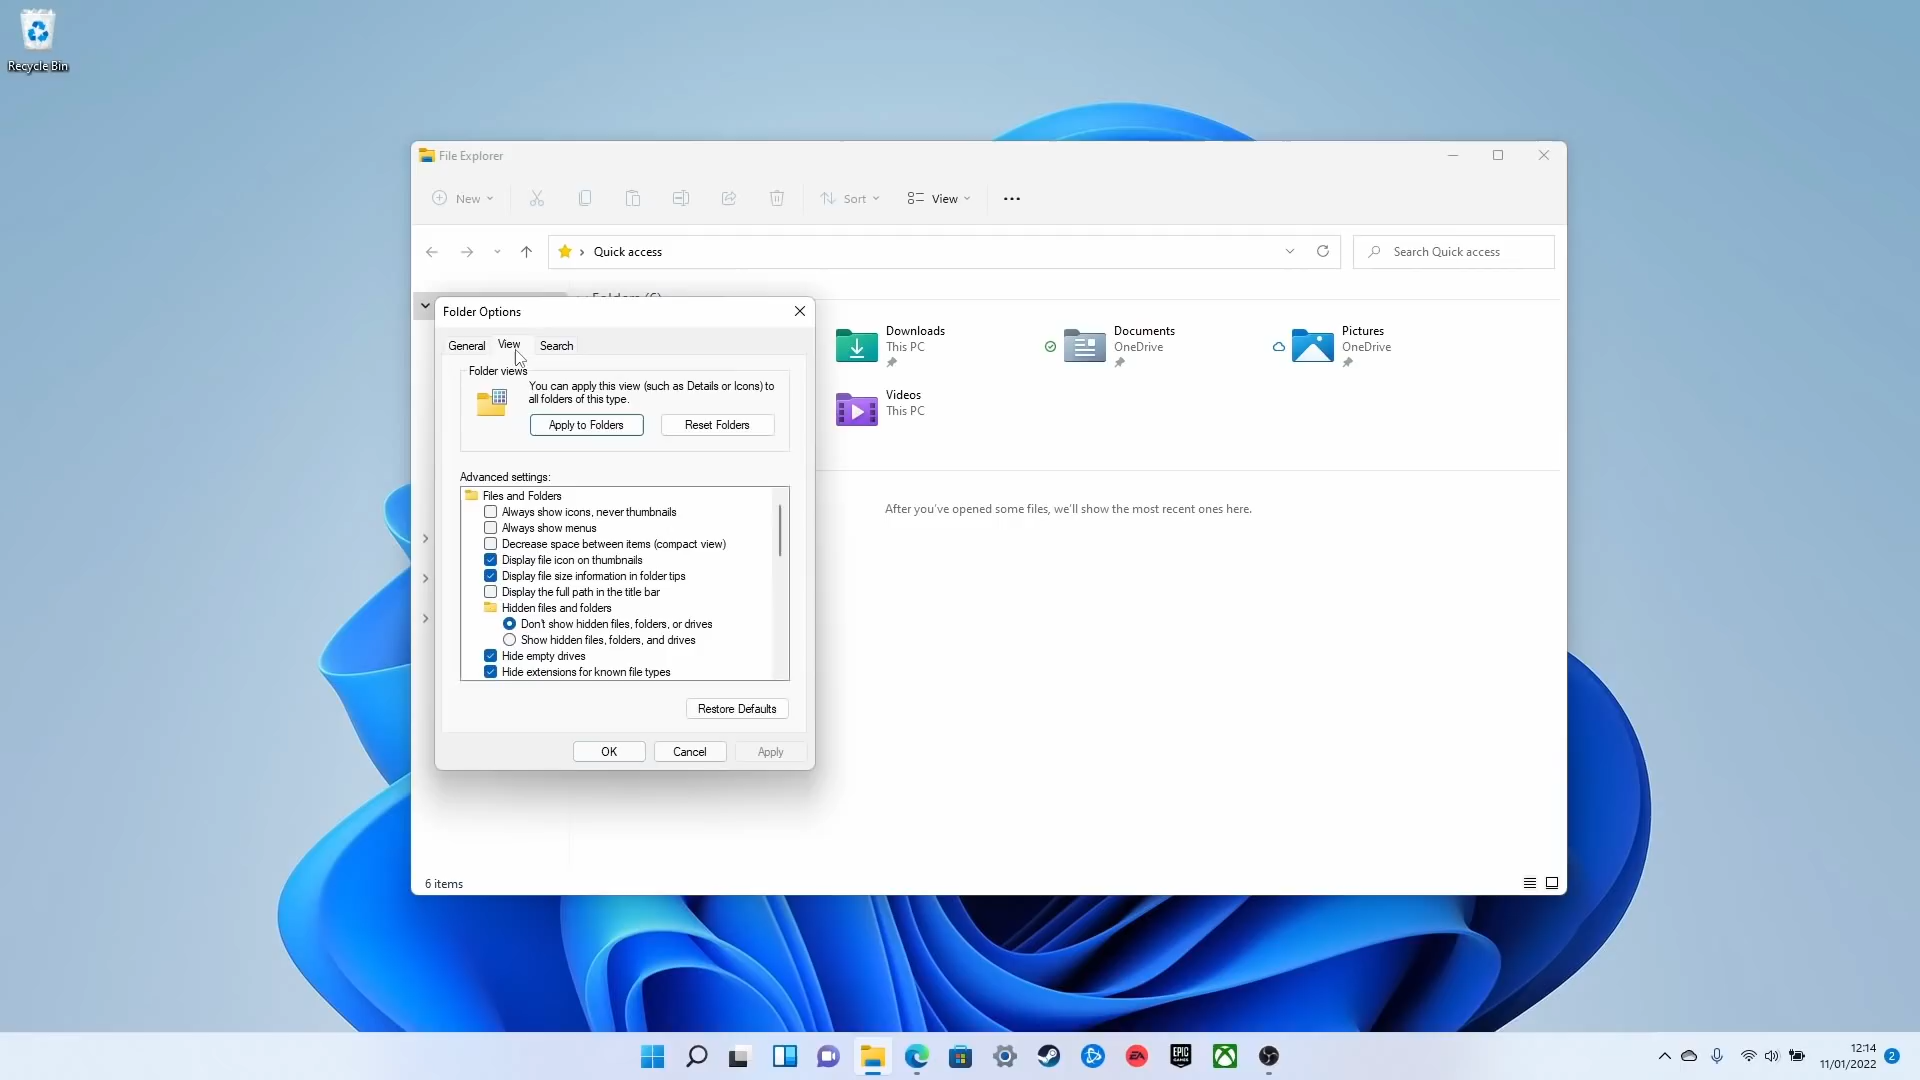 Recycle Bin
File Explorer
New
Sort
View
Quick access
Search Quick access
Folder Options
General
View
Search
Folder views
You can apply this view (such as Details or Icons) to
all folders of this type.
Apply to Folders
Reset Folders
Advanced settings:
Files and Folders
Always show icons, never thumbnails
Always show menus
Decrease space between items (compact view)
Display file icon on thumbnails
Display file size information in folder tips
Display the full path in the title bar
Hidden files and folders
Don't show hidden files, folders, or drives
Show hidden files, folders, and drives
Hide empty drives
Hide extensions for known file types
Restore Defaults
OK
Cancel
Apply
Downloads
This PC
Documents
OneDrive
Pictures
OneDrive
Videos
This PC
After you've opened some files, we'll show the most recent ones here.
6 items
EA
EPIC
GAMES
12:14
11/01/2022
2